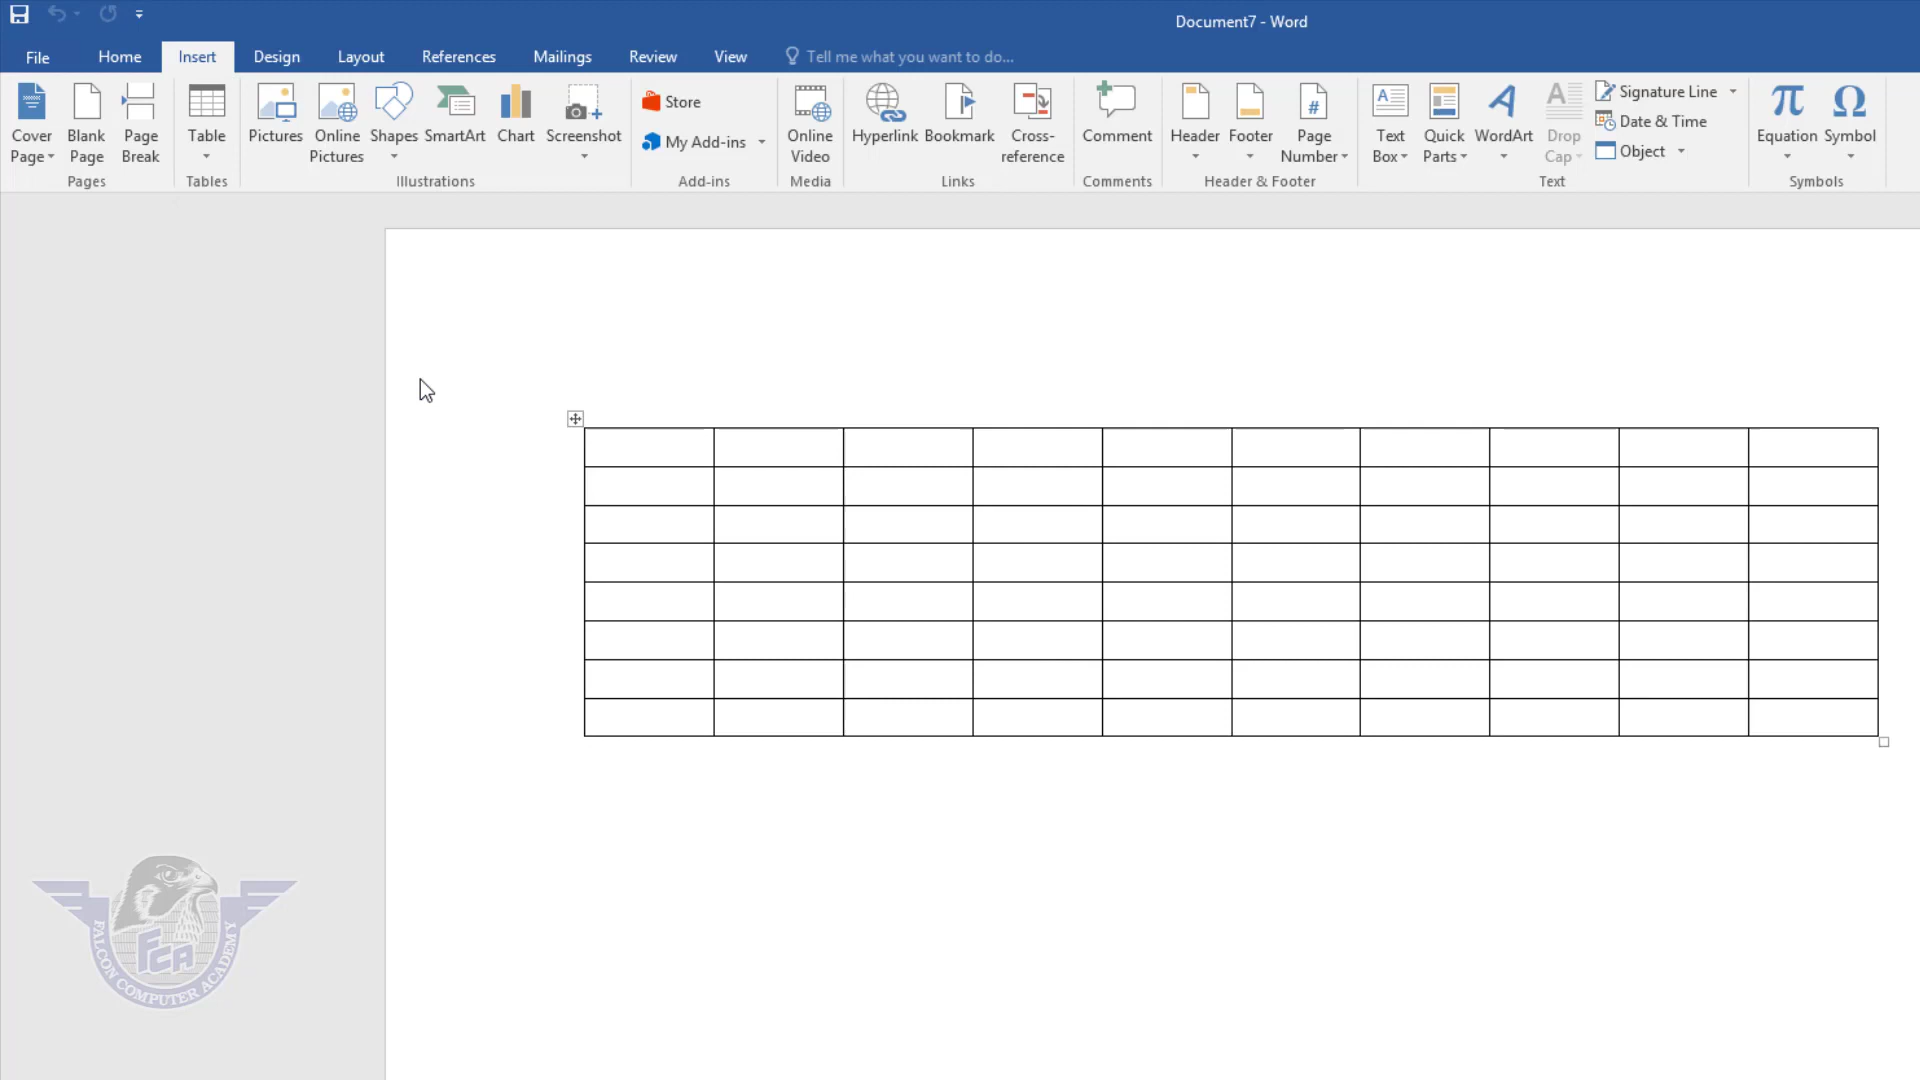 Document7 - Word
File Home Insert Design Layout References Mailings Review View Tell me what you want to do...
Cover Page
Blank Page
Page Break
Pages
Table
Tables
Pictures
Online Pictures
Shapes
SmartArt
Chart
Screenshot
Illustrations
Store
My Add-ins
Add-ins
Online Video
Media
Hyperlink
Bookmark
Cross-reference
Links
Comment
Comments
Header
Footer
Page Number
#
Header & Footer
A
Text Box
Quick Parts
A
WordArt
A
Drop Cap
Signature Line
Date & Time
Object
Text
π
Equation
Ω
Symbol
Symbols
FCA
FALCON COMPUTER ACADEMY